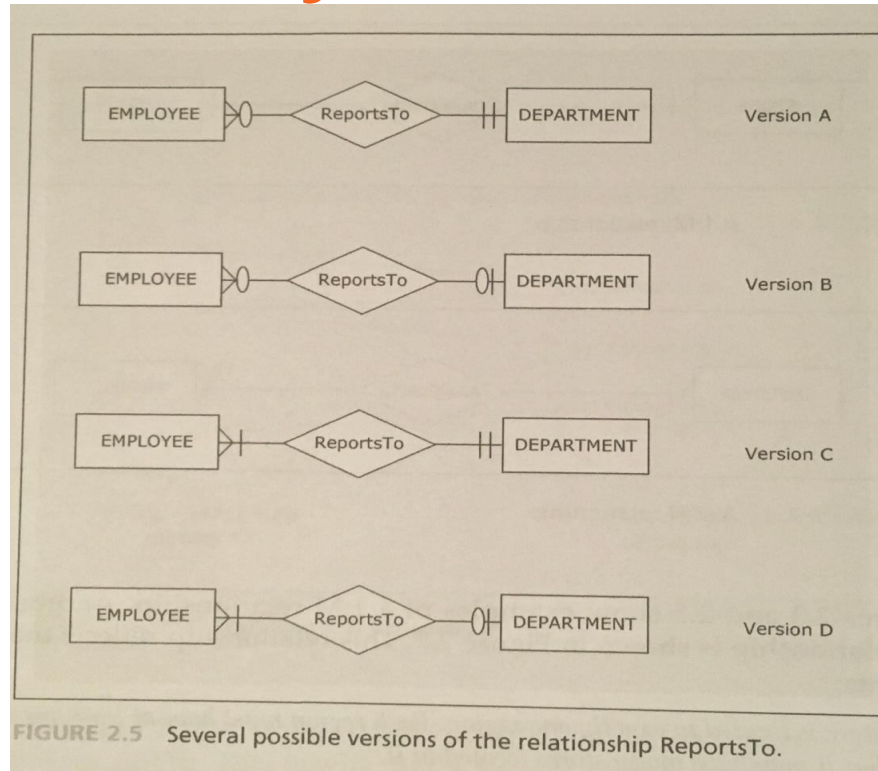 EMPLOYEE ReportsTo DEPARTMENT Version A
EMPLOYEE ReportsTo DEPARTMENT Version B
EMPLOYEE ReportsTo DEPARTMENT Version C
EMPLOYEE ReportsTo DEPARTMENT Version D
FIGURE 2.5 Several possible versions of the relationship ReportsTo.